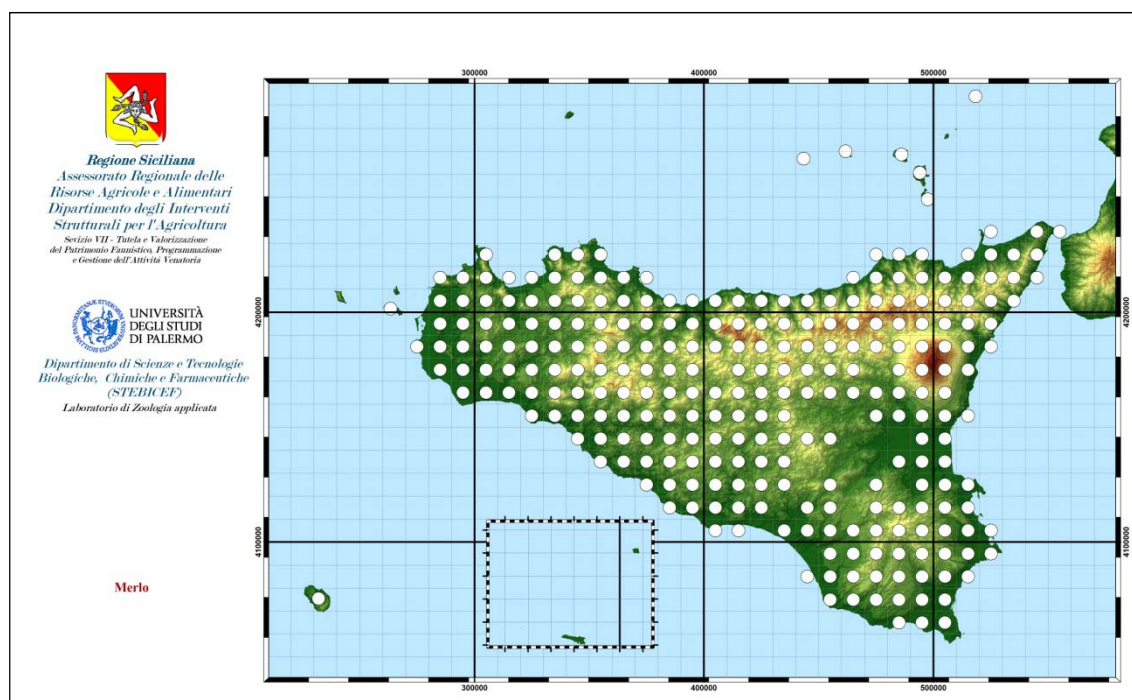 Regione Siciliana
Assessorato Regionale delle
Risorse Agricole e Alimentari
Dipartimento degli Interventi
Strutturali per l'Agricoltura
Sevizio VII - Tutela e Valorizzazione
del Patrimonio Faunistico, Programmazione
e Gestione dell'Attività Venatoria
UNIVERSITÀ
DEGLI STUDI
DI PALERMO
Dipartimento di Scienze e Tecnologie
Biologiche, Chimiche e Farmaceutiche
(STEBICEF)
Laboratorio di Zoologia applicata
Merlo
300000
400000
500000
4200000
4100000
4200000
4100000
300000
400000
500000